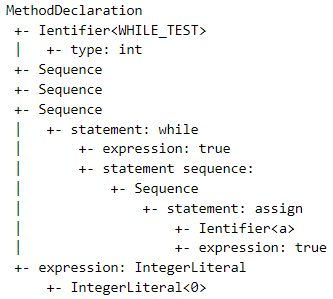 MethodDeclaration
+- Ientifier<WHILE_TEST>
|  +- type: int
+- Sequence
+- Sequence
+- Sequence
|  +- statement: while
|     +- expression: true
|     +- statement sequence:
|        +- Sequence
|           +- statement: assign
|              +- Ientifier<a>
|              +- expression: true
+- expression: IntegerLiteral
   +- IntegerLiteral<0>